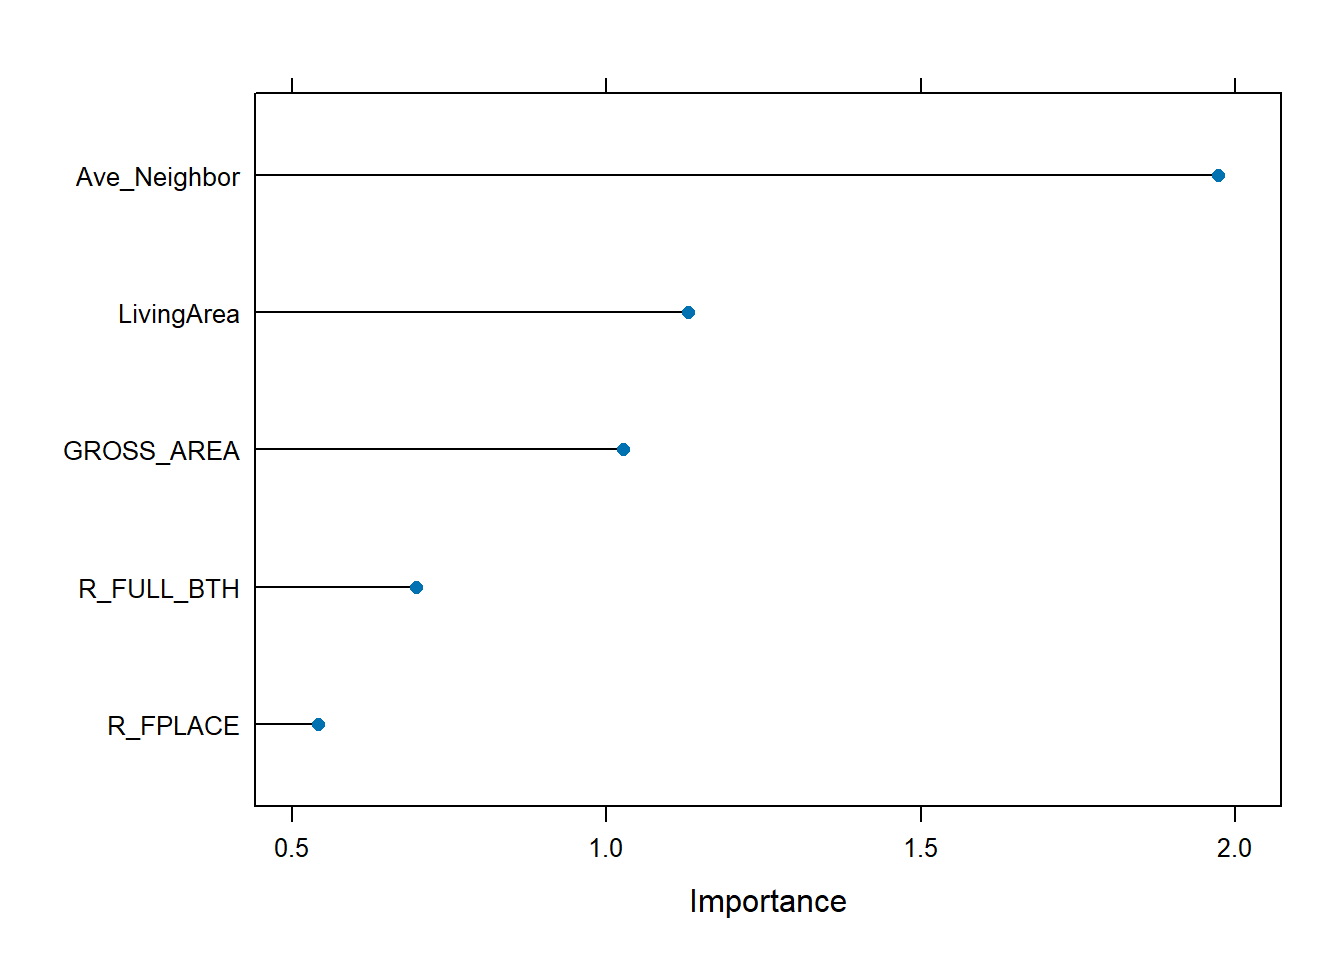 Ave_Neighbor
LivingArea
GROSS_AREA
R_FULL_BTH
R_FPLACE
0.5 1.0 1.5 2.0
Importance